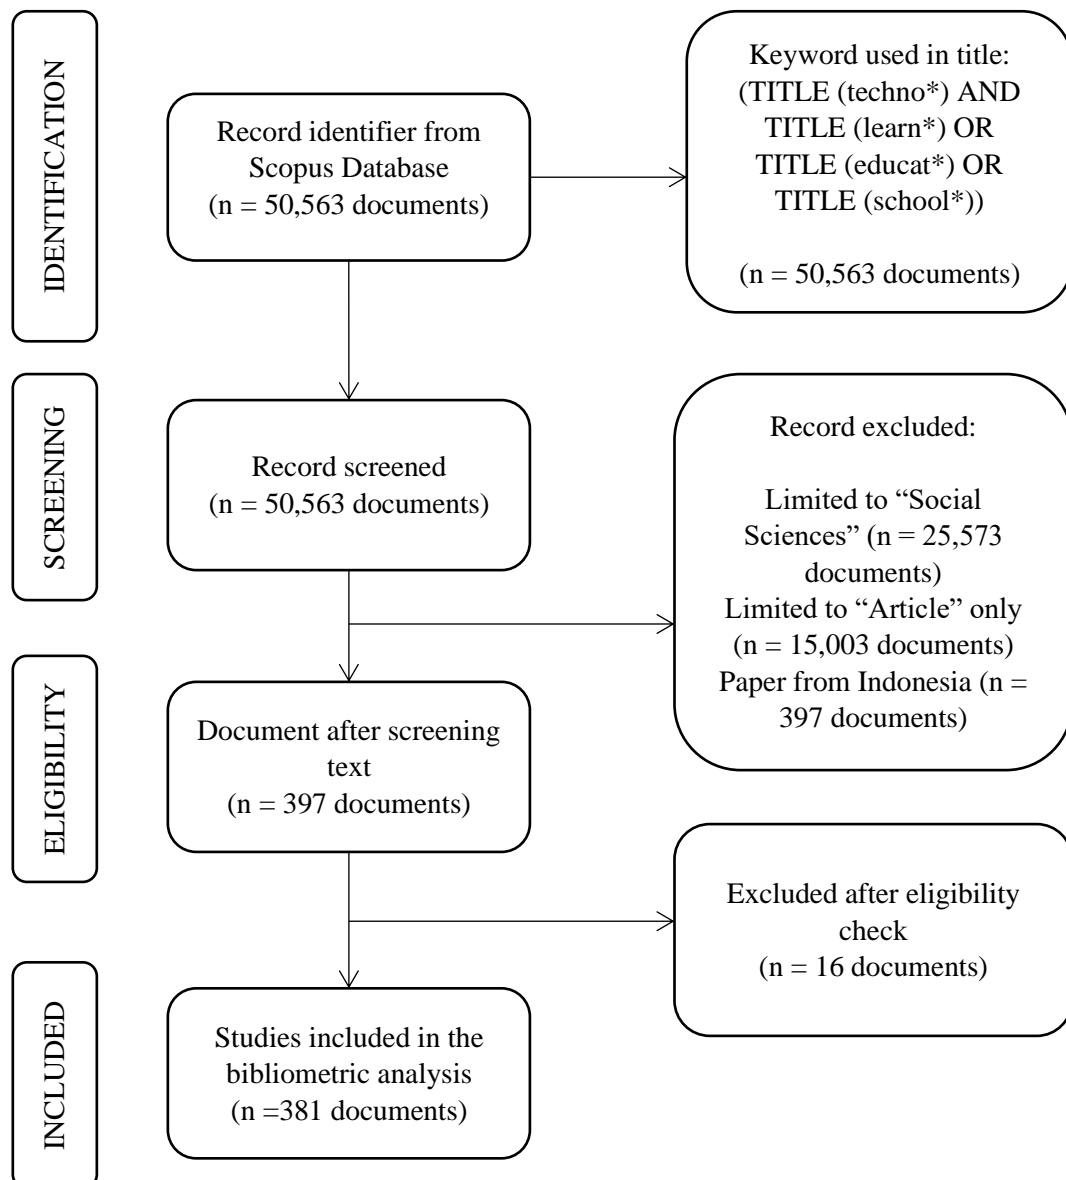 IDENTIFICATION
Record identifier from
Scopus Database
(n = 50,563 documents)
Keyword used in title:
(TITLE (techno*) AND
TITLE (learn*) OR
TITLE (educat*) OR
TITLE (school*))
(n = 50,563 documents)
SCREENING
Record screened
(n = 50,563 documents)
Record excluded:
Limited to “Social
Sciences” (n = 25,573
documents)
Limited to “Article” only
(n = 15,003 documents)
Paper from Indonesia (n =
397 documents)
ELIGIBILITY
Document after screening
text
(n = 397 documents)
Excluded after eligibility
check
(n = 16 documents)
INCLUDED
Studies included in the
bibliometric analysis
(n =381 documents)